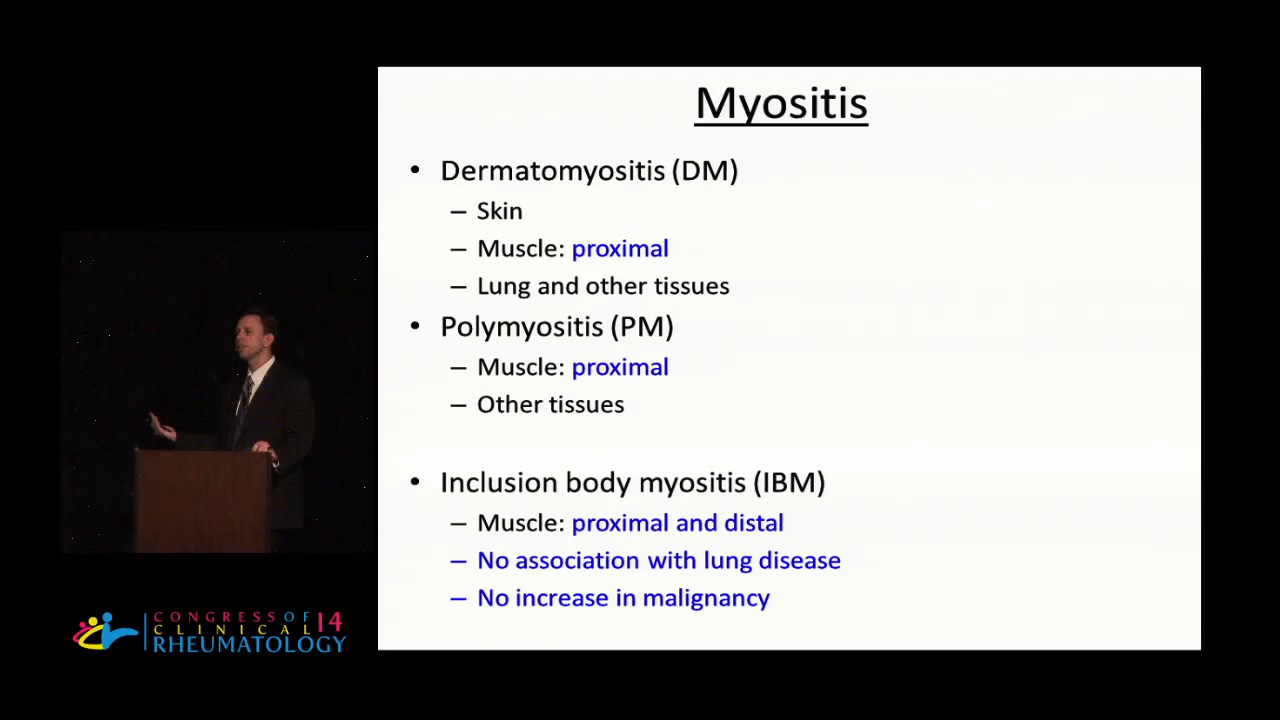 Myositis
• Dermatomyositis (DM)
– Skin
– Muscle: proximal
– Lung and other tissues
• Polymyositis (PM)
– Muscle: proximal
– Other tissues
• Inclusion body myositis (IBM)
– Muscle: proximal and distal
– No association with lung disease
– No increase in malignancy
CONGRESS OF
CLINICAL 14
RHEUMATOLOGY